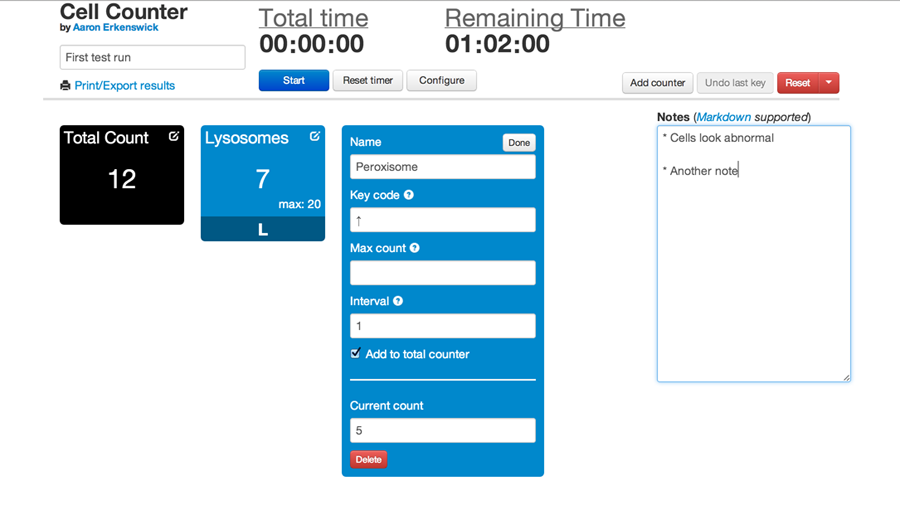 Cell Counter
by Aaron Erkenswick
First test run
Print/Export results
Total time
00:00:00
Remaining Time
01:02:00
Start
Reset timer
Configure
Add counter
Undo last key
Reset
Total Count
12
Lysosomes
7
max: 20
L
Name
Done
Peroxisome
Key code ?
↑
Max count ?
Interval ?
1
Add to total counter
Current count
5
Delete
Notes (Markdown supported)
* Cells look abnormal
* Another note